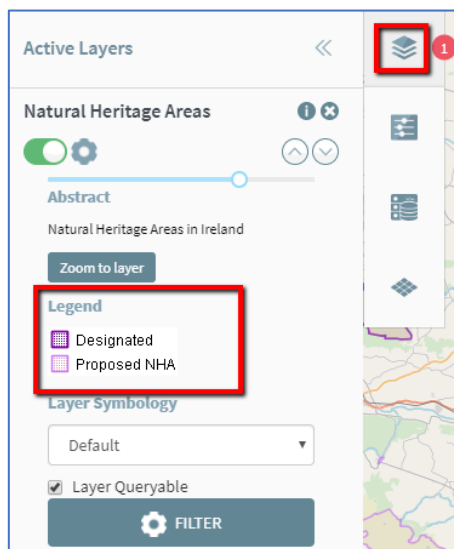 Active Layers
1
Natural Heritage Areas
i
Abstract
Natural Heritage Areas in Ireland
Zoom to layer
Legend
Designated
Proposed NHA
Layer Symbology
Default
Layer Queryable
FILTER